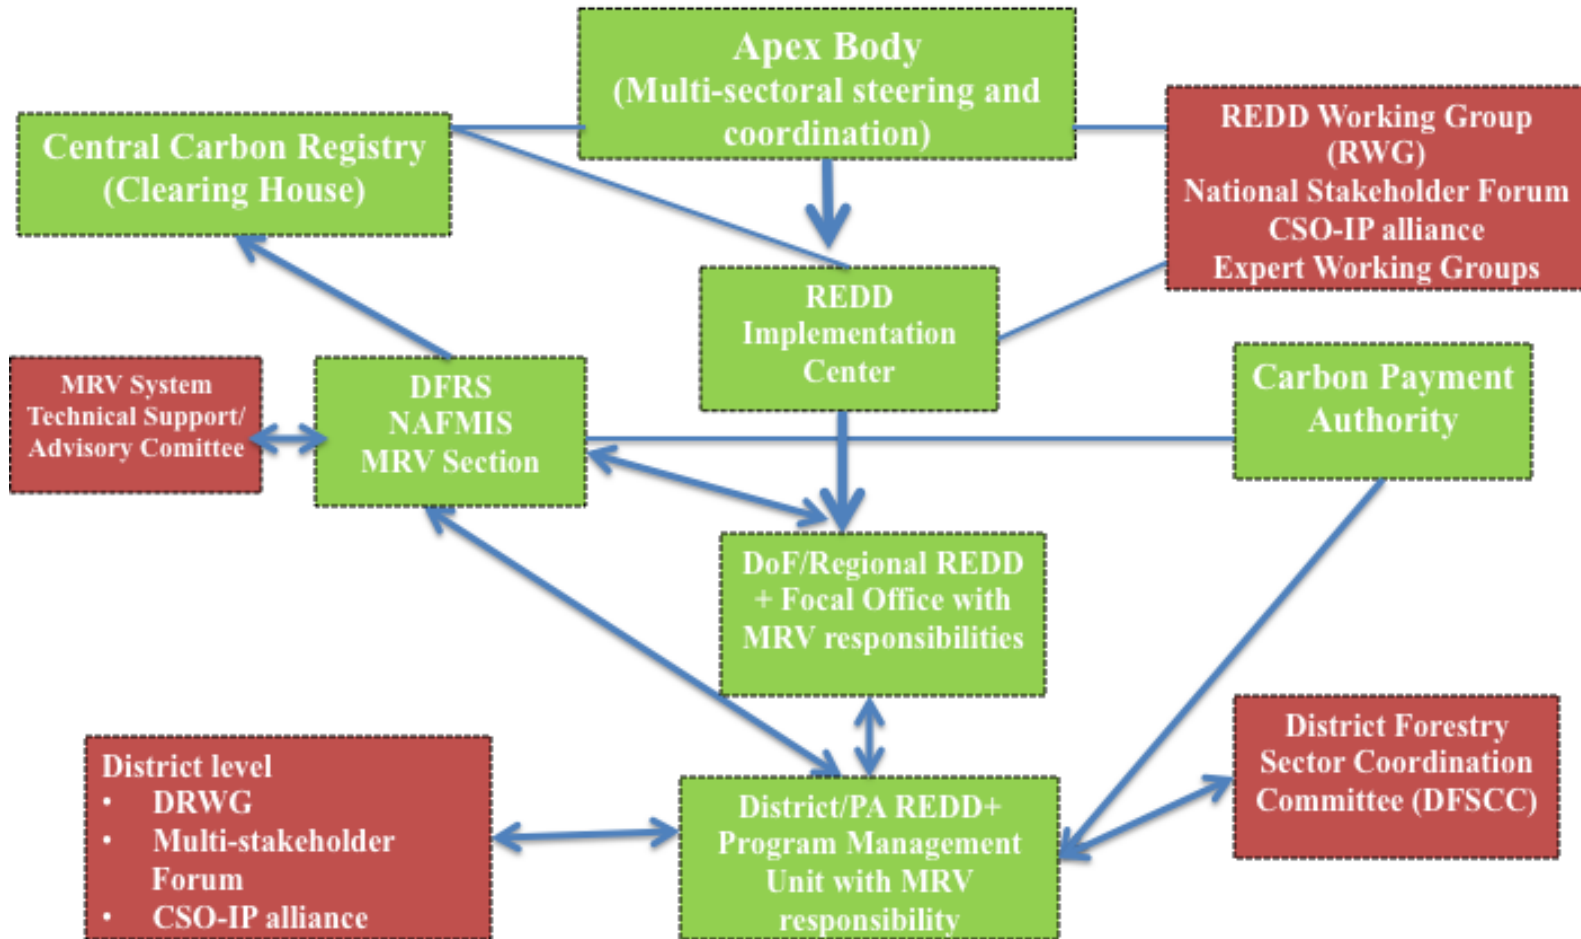 Apex Body
(Multi-sectoral steering and
coordination)
Central Carbon Registry
(Clearing House)
REDD Working Group
(RWG)
National Stakeholder Forum
CSO-IP alliance
Expert Working Groups
REDD
Implementation
Center
MRV System
Technical Support/
Advisory Comittee
DFRS
NAFMIS
MRV Section
Carbon Payment
Authority
DoF/Regional REDD
+ Focal Office with
MRV responsibilities
District level
• DRWG
• Multi-stakeholder
Forum
• CSO-IP alliance
District/PA REDD+
Program Management
Unit with MRV
responsibility
District Forestry
Sector Coordination
Committee (DFSCC)